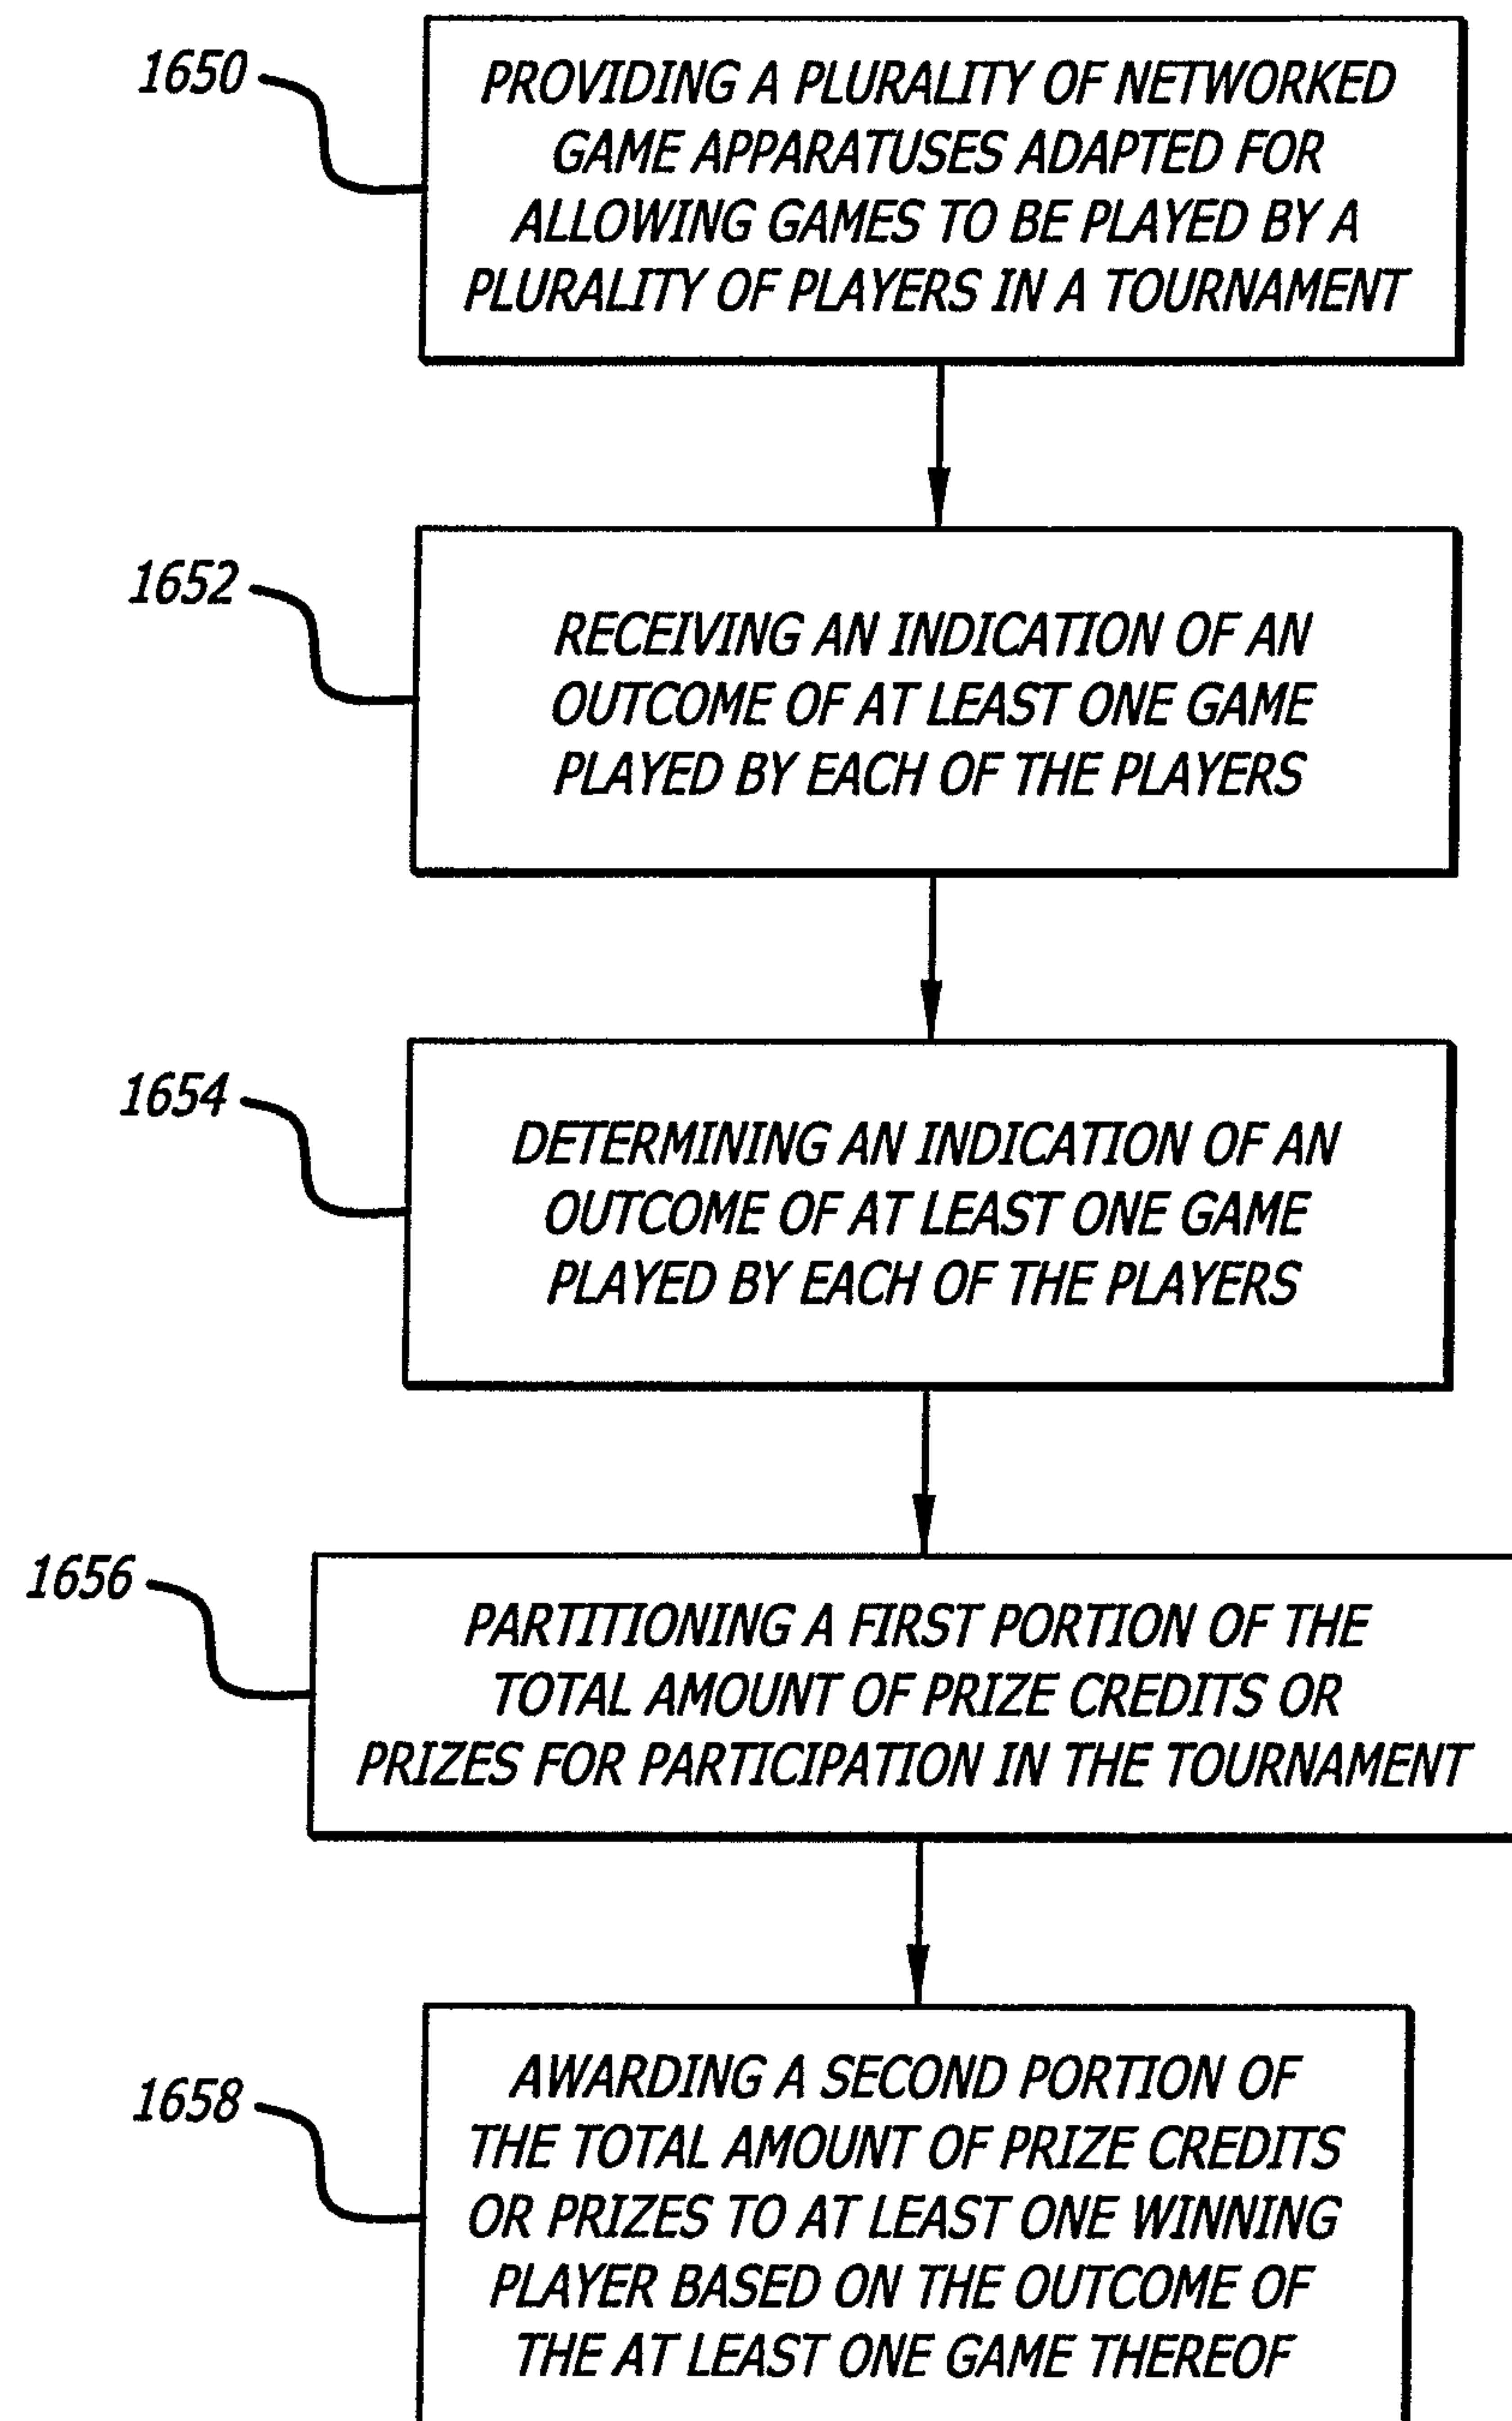 1650
PROVIDING A PLURALITY OF NETWORKED
GAME APPARATUSES ADAPTED FOR
ALLOWING GAMES TO BE PLAYED BY A
PLURALITY OF PLAYERS IN A TOURNAMENT
1652
RECEIVING AN INDICATION OF AN
OUTCOME OF AT LEAST ONE GAME
PLAYED BY EACH OF THE PLAYERS
1654
DETERMINING AN INDICATION OF AN
OUTCOME OF AT LEAST ONE GAME
PLAYED BY EACH OF THE PLAYERS
1656
PARTITIONING A FIRST PORTION OF THE
TOTAL AMOUNT OF PRIZE CREDITS OR
PRIZES FOR PARTICIPATION IN THE TOURNAMENT
1658
AWARDING A SECOND PORTION OF
THE TOTAL AMOUNT OF PRIZE CREDITS
OR PRIZES TO AT LEAST ONE WINNING
PLAYER BASED ON THE OUTCOME OF
THE AT LEAST ONE GAME THEREOF